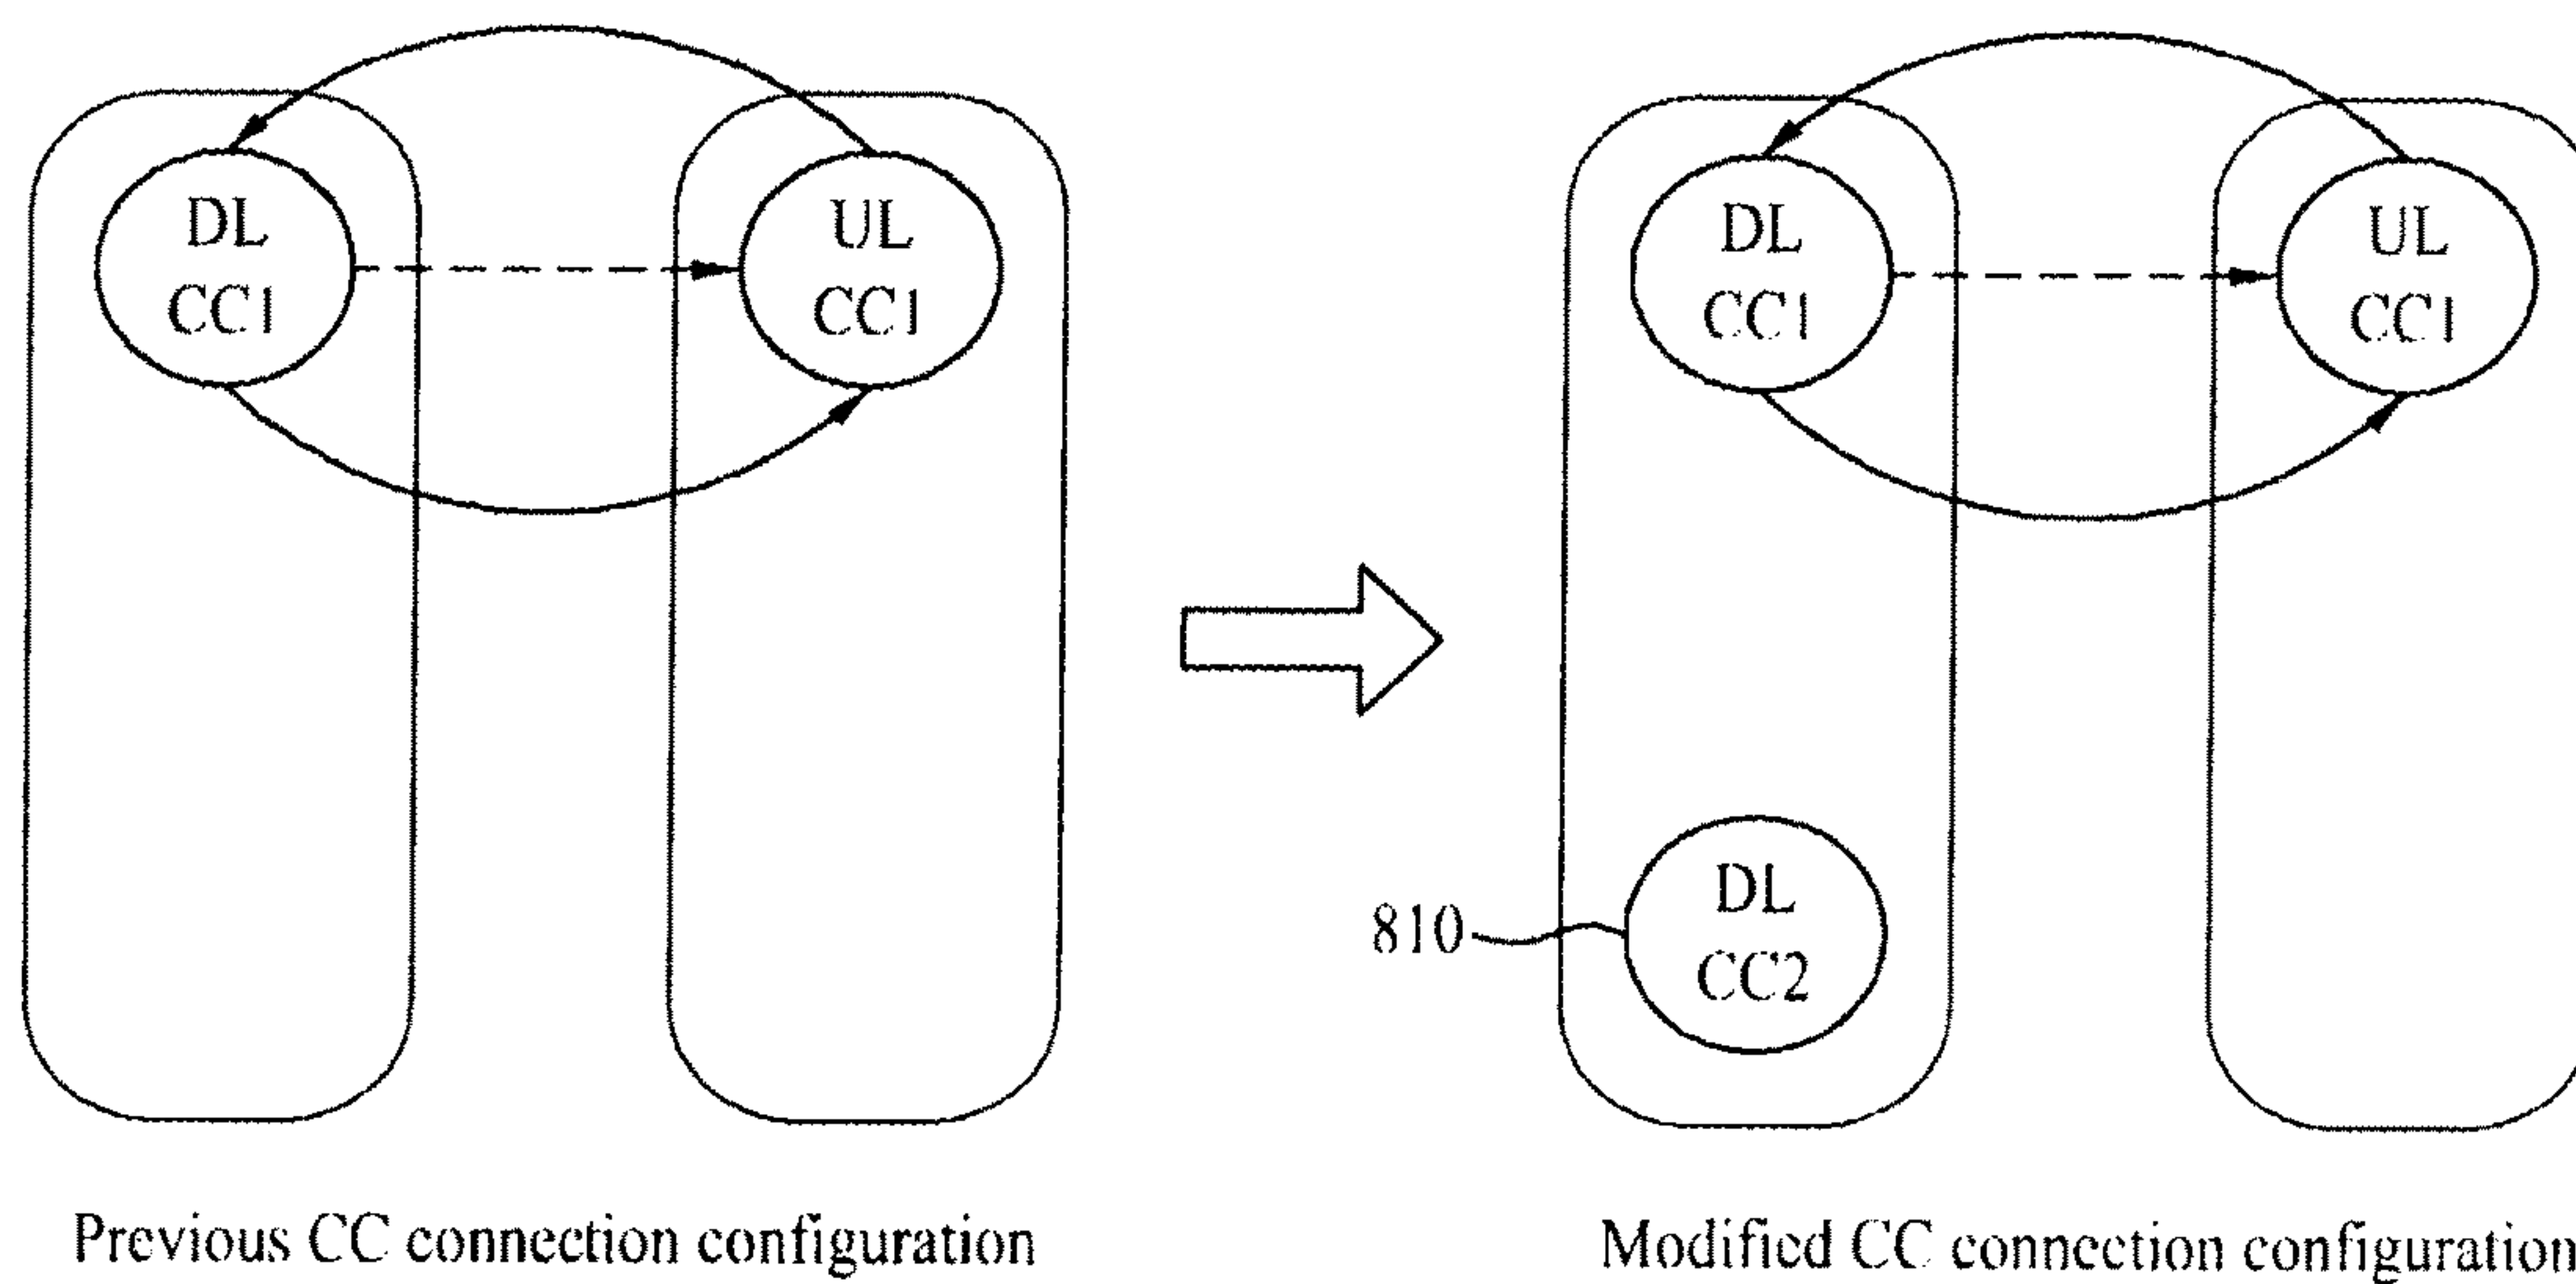 DL
CC1
UL
CC1
DL
CC1
UL
CC1
810
DL
CC2
Previous CC connection configuration
Modified CC connection configuration